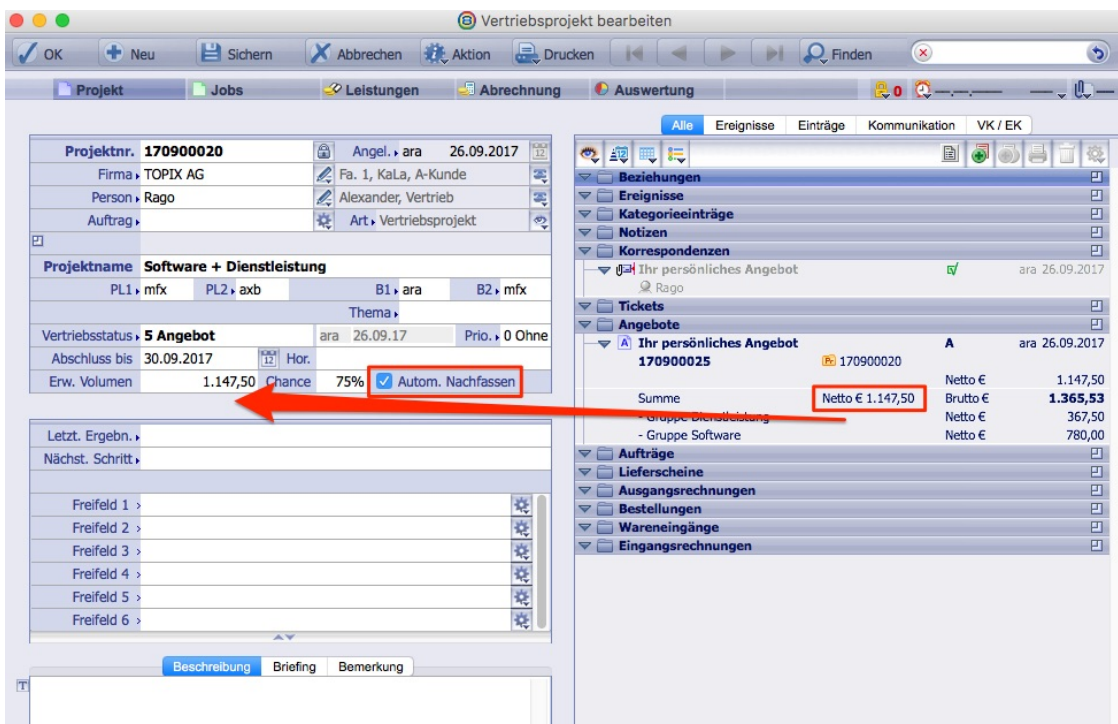 Vertriebsprojekt bearbeiten
OK Neu Sichern Abbrechen Aktion Drucken Finden
Projekt Jobs Leistungen Abrechnung Auswertung 0
Projektnr. 170900020 Angel. ara 26.09.2017
Firma TOPIX AG Fa. 1, KaLa, A-Kunde
Person Rago Alexander, Vertrieb
Auftrag Art Vertriebsprojekt
Projektname Software + Dienstleistung
PL1 mfx PL2 axb B1 ara B2 mfx
Thema
Vertriebsstatus 5 Angebot ara 26.09.17 Prio. 0 Ohne
Abschluss bis 30.09.2017 12 Hor.
Erw. Volumen 1.147,50 Chance 75% Autom. Nachfassen
Letzt. Ergebn.
Nächst. Schritt
Freifeld 1
Freifeld 2
Freifeld 3
Freifeld 4
Freifeld 5
Freifeld 6
Beschreibung Briefing Bemerkung
T
Alle Ereignisse Einträge Kommunikation VK / EK
Beziehungen
Ereignisse
Kategorieeinträge
Notizen
Korrespondenzen
Ihr persönliches Angebot ara 26.09.2017
Rago
Tickets
Angebote
A Ihr persönliches Angebot A ara 26.09.2017
170900025 Pr 170900020
Netto € 1.147,50
Summe Netto € 1.147,50 Brutto € 1.365,53
- Gruppe Dienstleistung Netto € 367,50
- Gruppe Software Netto € 780,00
Aufträge
Lieferscheine
Ausgangsrechnungen
Bestellungen
Wareneingänge
Eingangsrechnungen